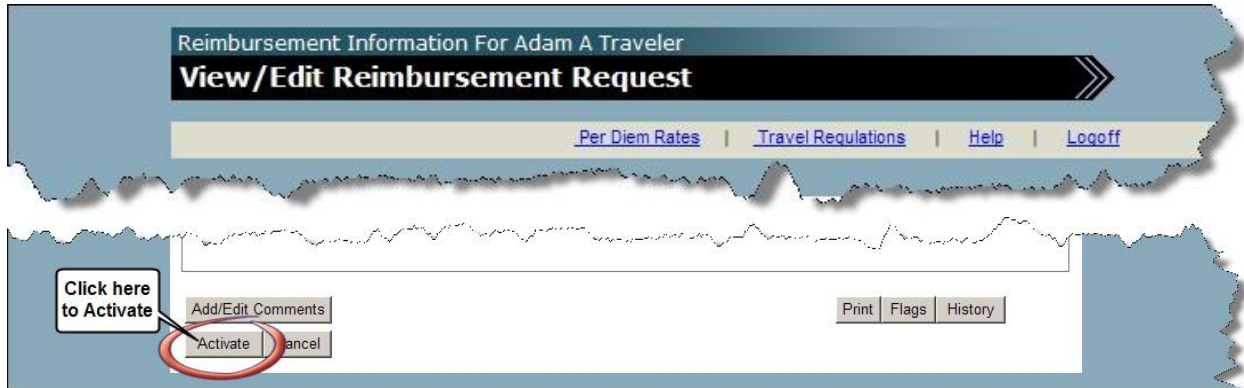 Reimbursement Information For Adam A Traveler
View/Edit Reimbursement Request
Per Diem Rates | Travel Regulations | Help | Logoff
Click here
to Activate
Add/Edit Comments
Print Flags History
Activate ancel